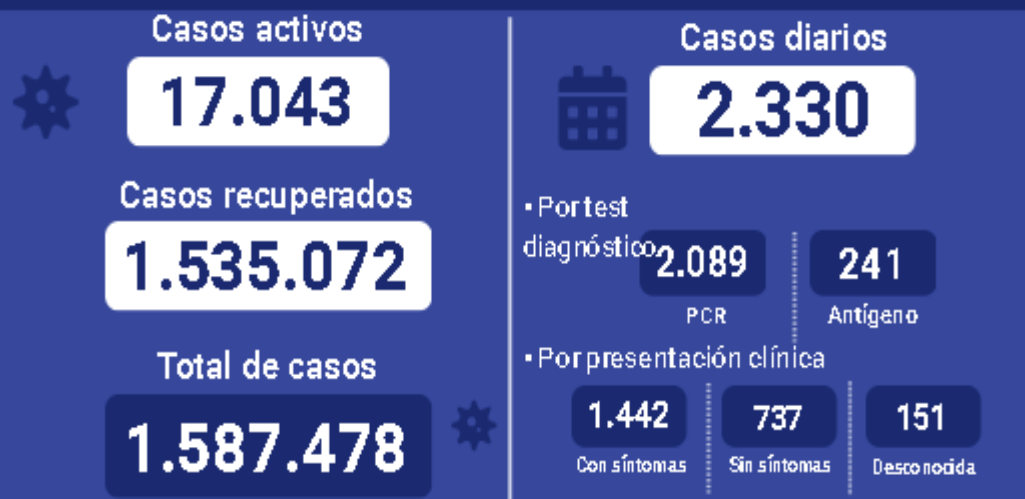 Casos activos
17.043
Casos recuperados
1.535.072
Total de casos
1.587.478
Casos diarios
2.330
▪ Por test
diagnóstico
2.089
241
PCR
Antígeno
▪ Por presentación clínica
1.442
737
151
Con síntomas
Sin síntomas
Desconocida